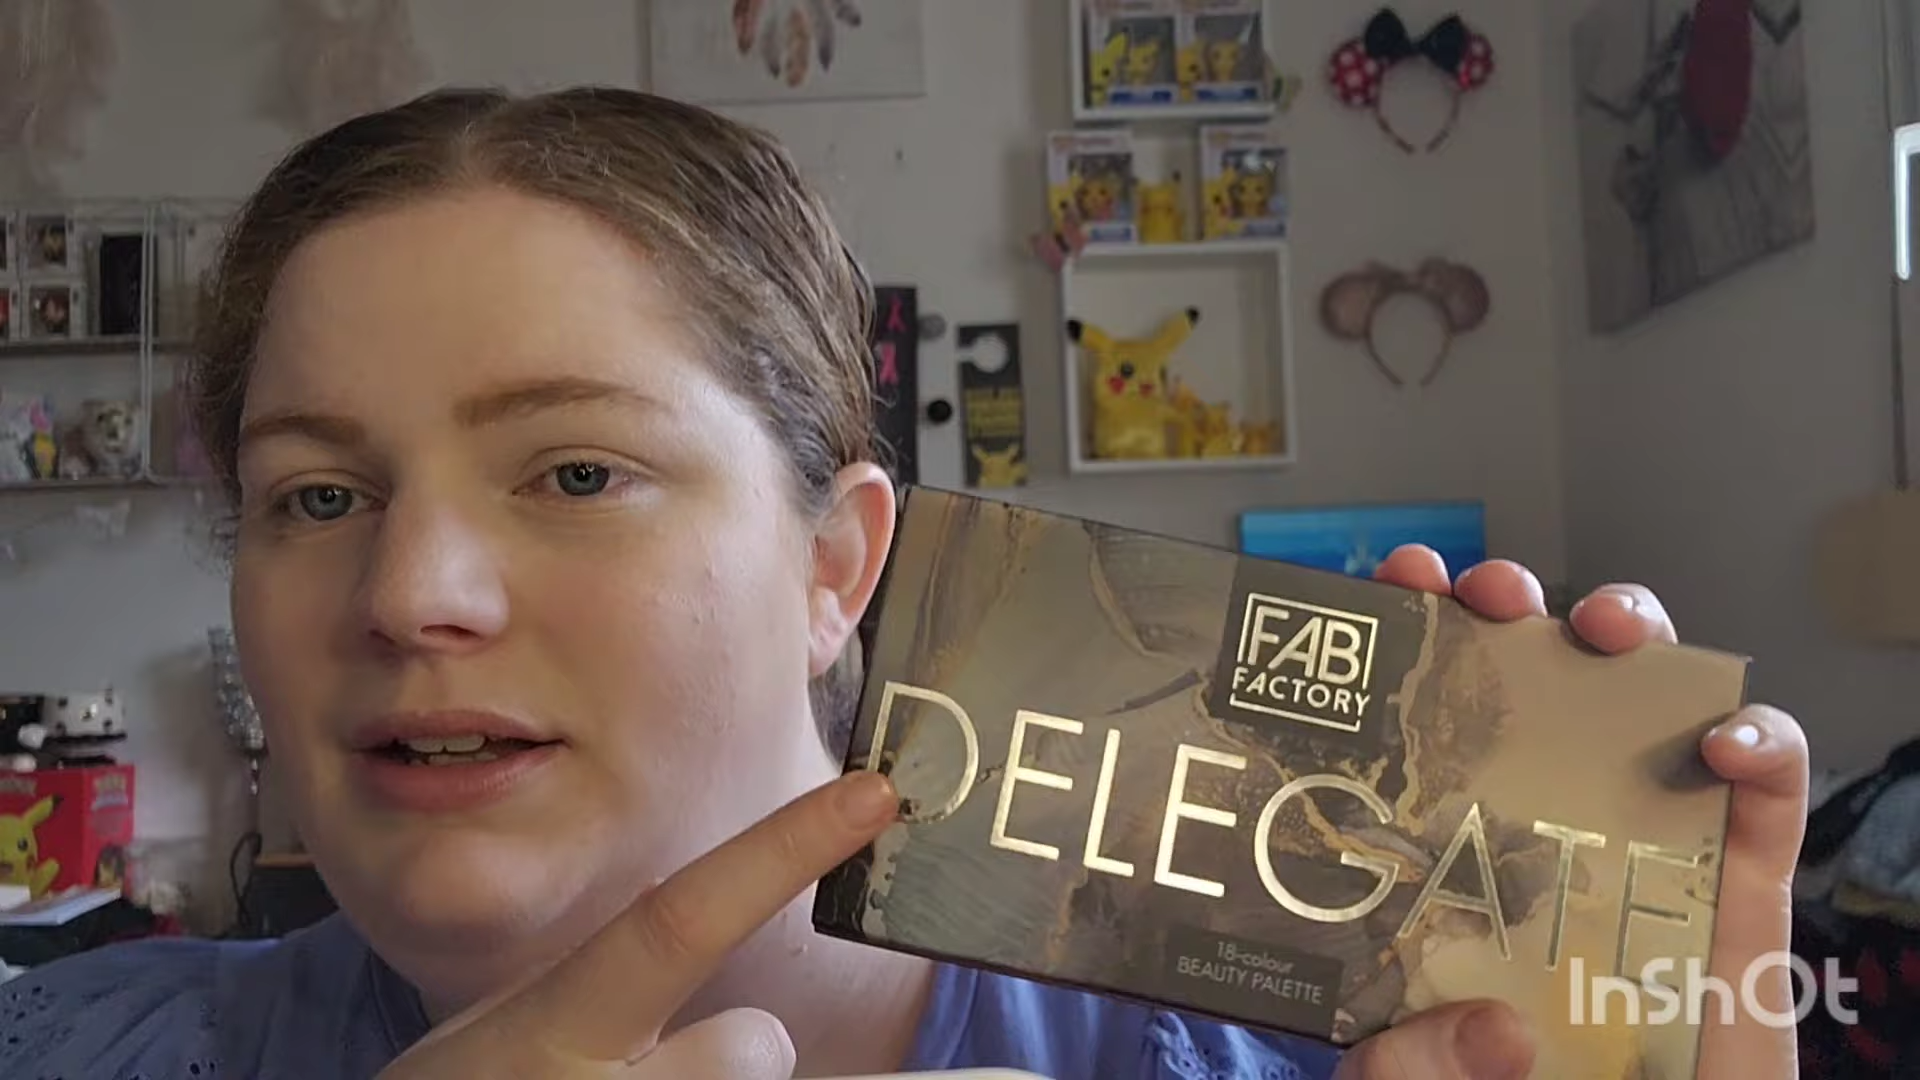 FAB
FACTORY
DELEGATE
18-colour
BEAUTY PALETTE
InShOt